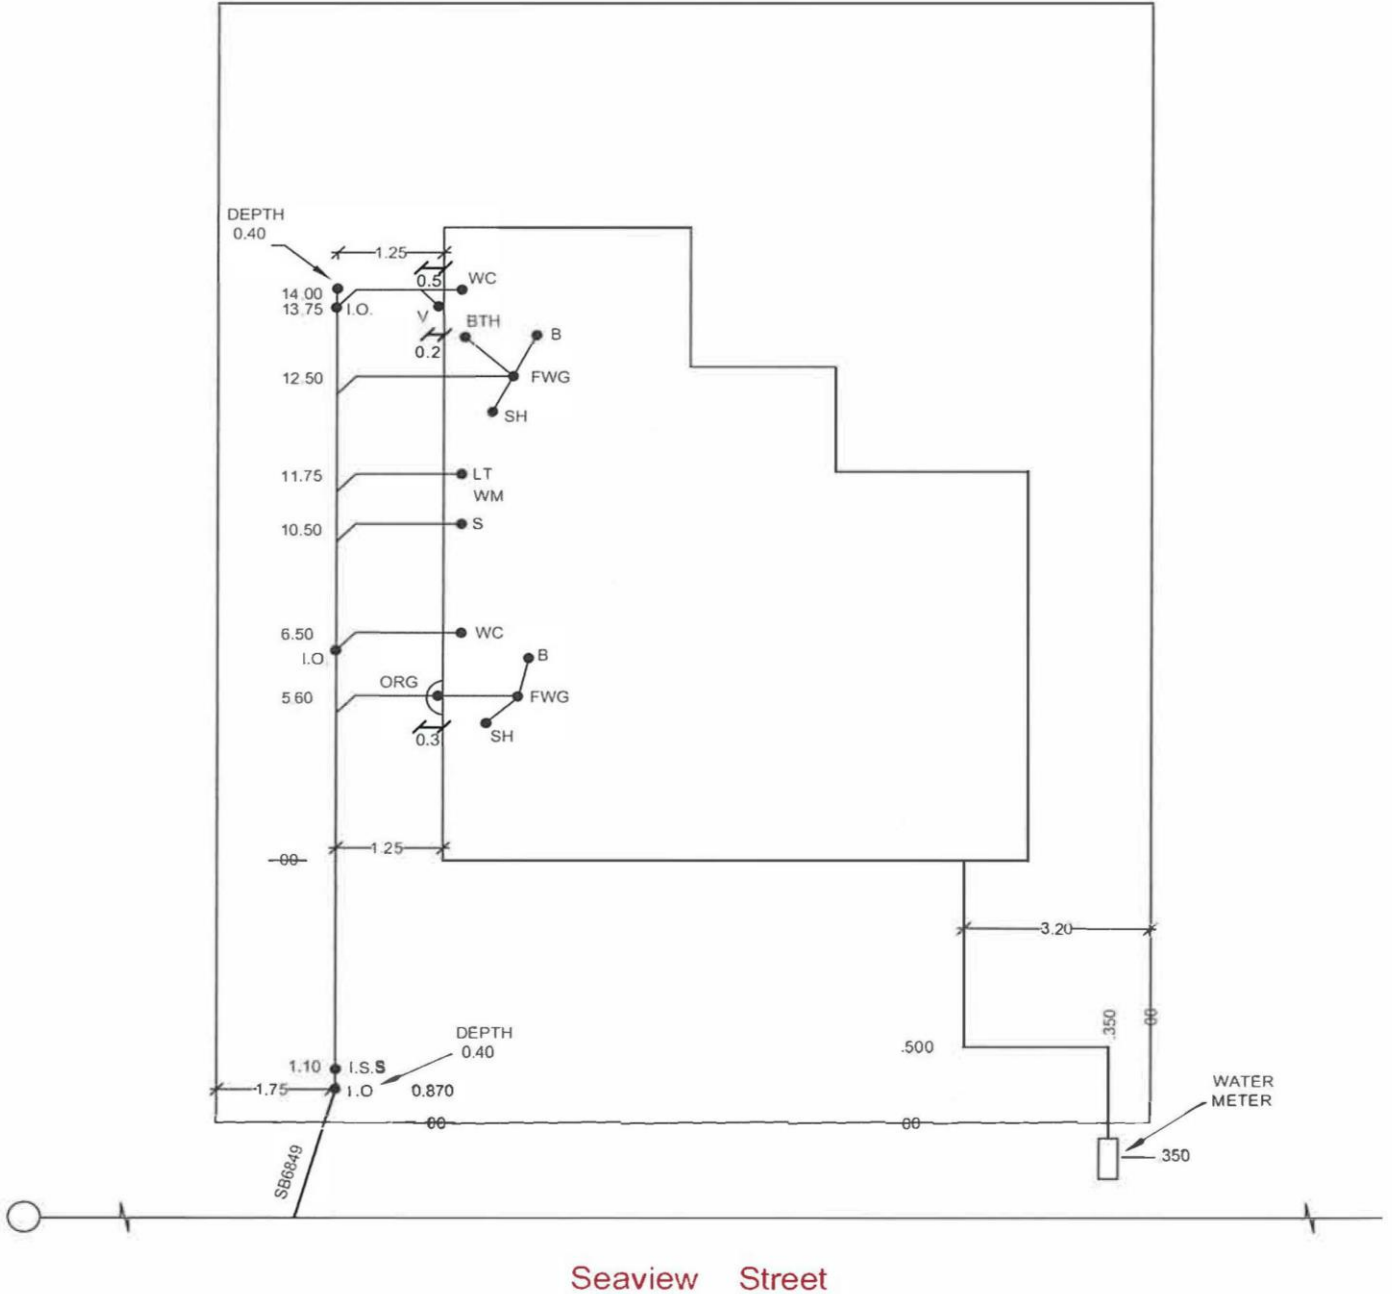 DEPTH
0.40
1.25
0.5
WC
14.00
13.75 I.O.
V
BTH
B
0.2
12.50
FWG
SH
11.75
LT
WM
10.50
S
6.50
WC
I.O.
B
ORG
5.60
FWG
0.3
SH
1.25
00
3.20
.350
00
DEPTH
0.40
.500
1.10
I.S.S
1.75
I.O
0.870
WATER
METER
00
00
350
SB6849
Seaview Street